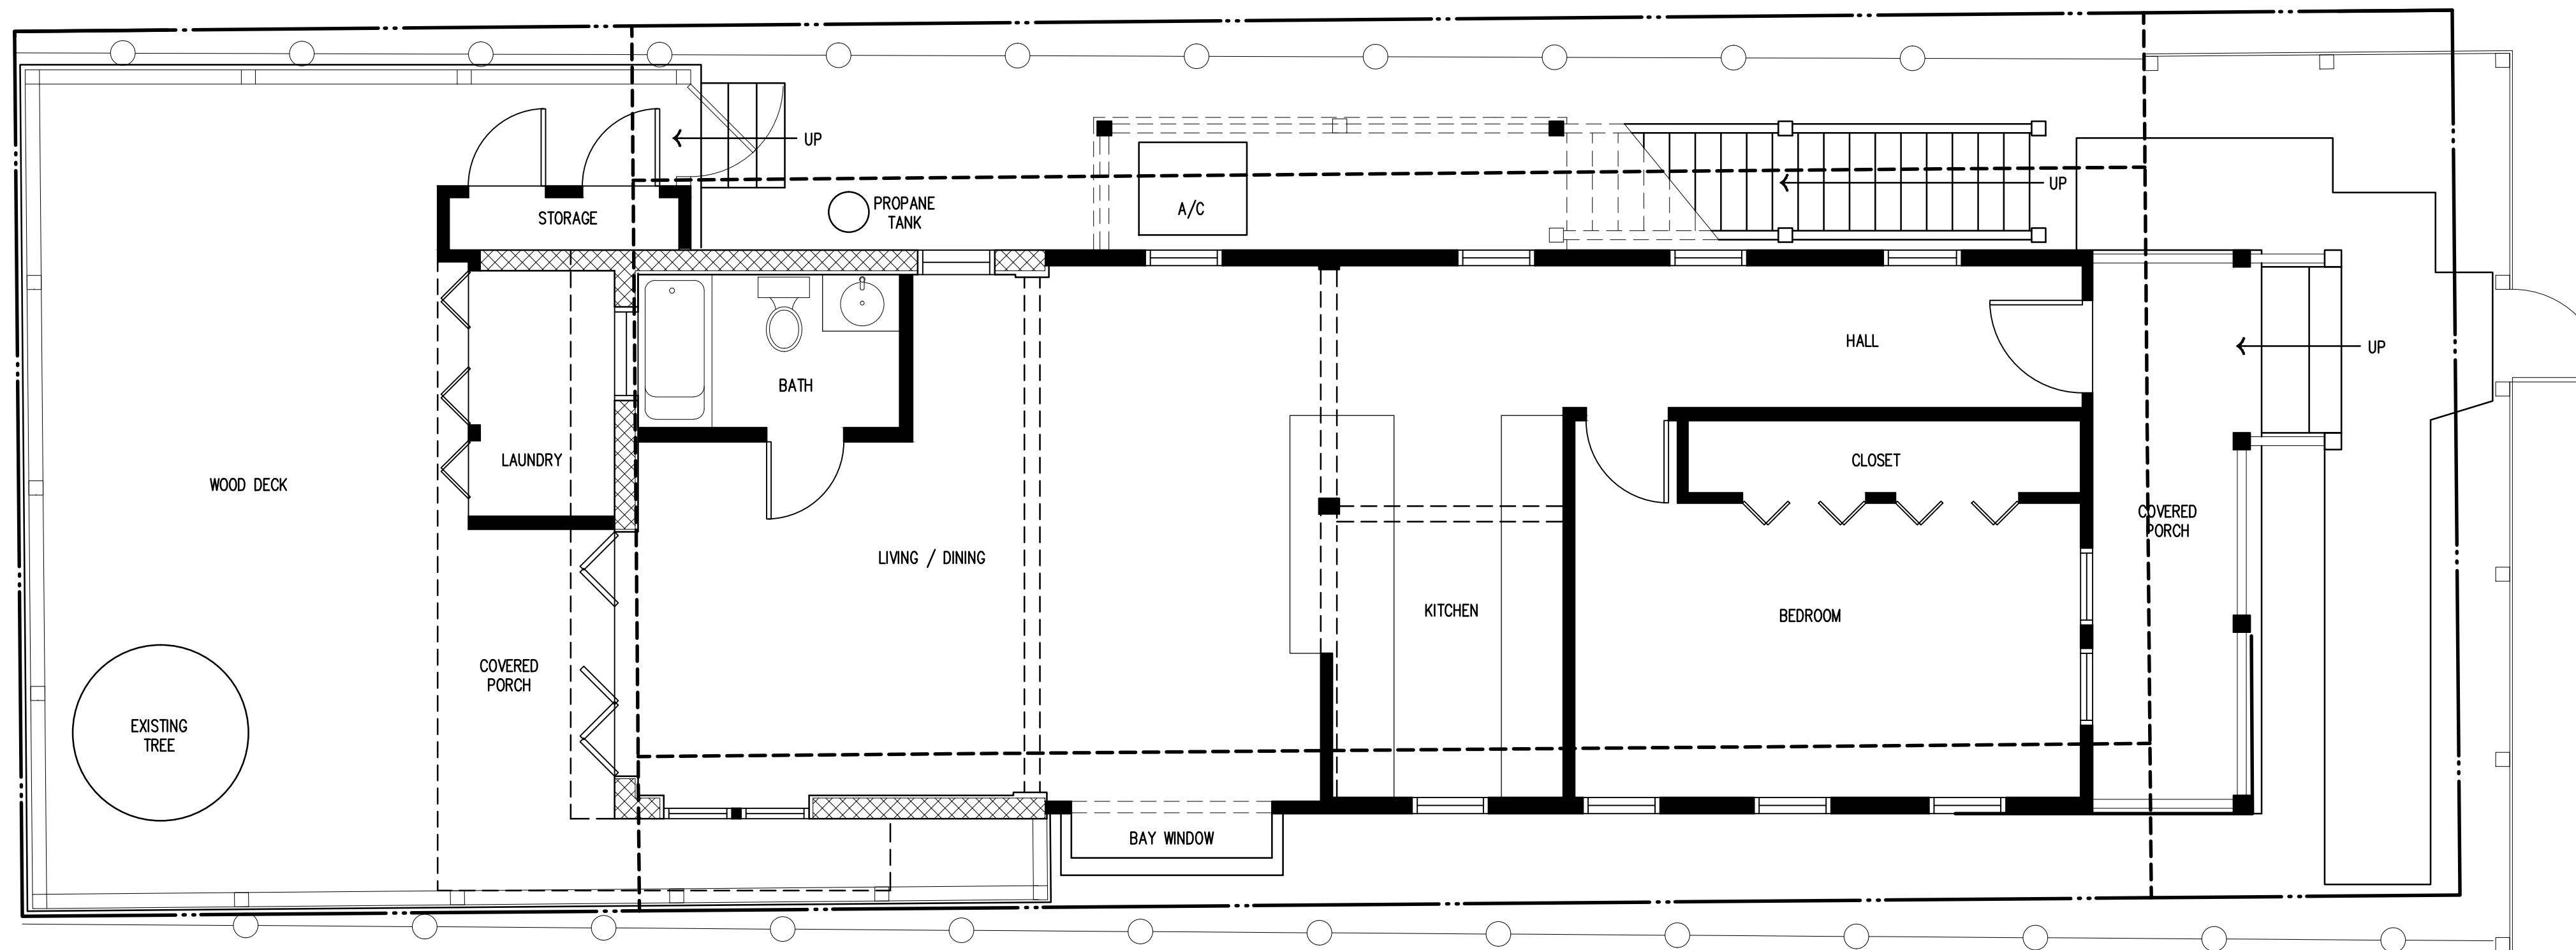 UP
STORAGE
PROPANE
TANK
A/C
UP
HALL
UP
BATH
WOOD DECK
LAUNDRY
CLOSET
COVERED
PORCH
LIVING / DINING
KITCHEN
BEDROOM
COVERED
PORCH
EXISTING
TREE
BAY WINDOW